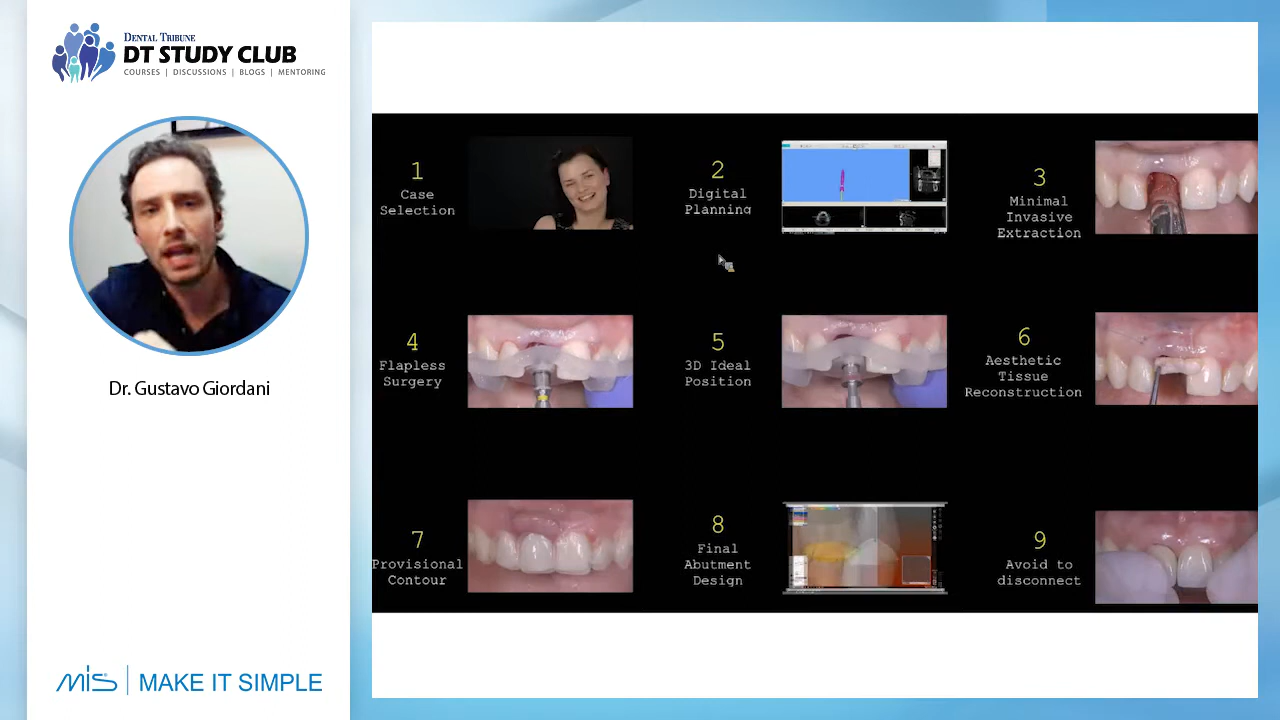 DENTAL TRIBUNE
DT STUDY CLUB
COURSES | DISCUSSIONS | BLOGS | MENTORING
Dr. Gustavo Giordani
mis | MAKE IT SIMPLE
1
Case
Selection
2
Digital
Planning
3
Minimal
Invasive
Extraction
4
Flapless
Surgery
5
3D Ideal
Position
6
Aesthetic
Tissue
Reconstruction
7
Provisional
Contour
8
Final
Abutment
Design
9
Avoid to
disconnect